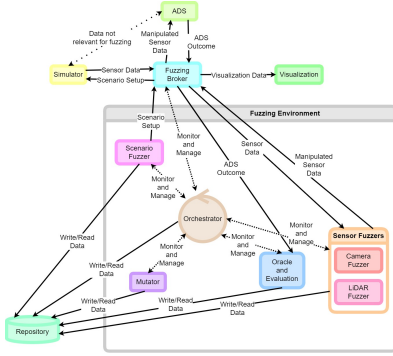 ADS
Data not
relevant for fuzzing
Manipulated
Sensor
Data
ADS
Outcome
Simulator
Sensor Data
Scenario Setup
Fuzzing
Broker
Visualization Data
Visualization
Fuzzing Environment
Scenario
Setup
Monitor
and
Manage
Sensor
Data
Manipulated
Sensor
Data
Scenario
Fuzzer
ADS
Outcome
Monitor
and
Manage
Orchestrator
Monitor
and
Manage
Sensor Fuzzers
Monitor
and
Manage
Monitor
and
Manage
Camera
Fuzzer
Write/Read
Data
Write/Read
Data
Mutator
Oracle
and
Evaluation
LIDAR
Fuzzer
Write/Read
Data
Write/Read
Data
Write/Read
Data
Repository